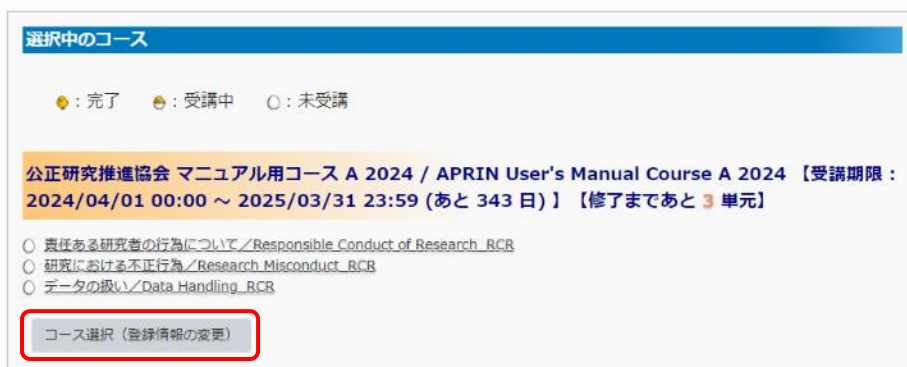 選択中のコース
：完了 ：受講中 ：未受講
公正研究推進協会 マニュアル用コース A 2024 / APRIN User's Manual Course A 2024 【受講期限：
2024/04/01 00:00 ～ 2025/03/31 23:59 (あと 343 日) 】【修了まであと 3 単元】
責任ある研究者の行為について／Responsible Conduct of Research_RCR
研究における不正行為／Research Misconduct_RCR
データの扱い／Data Handling_RCR
コース選択（登録情報の変更）